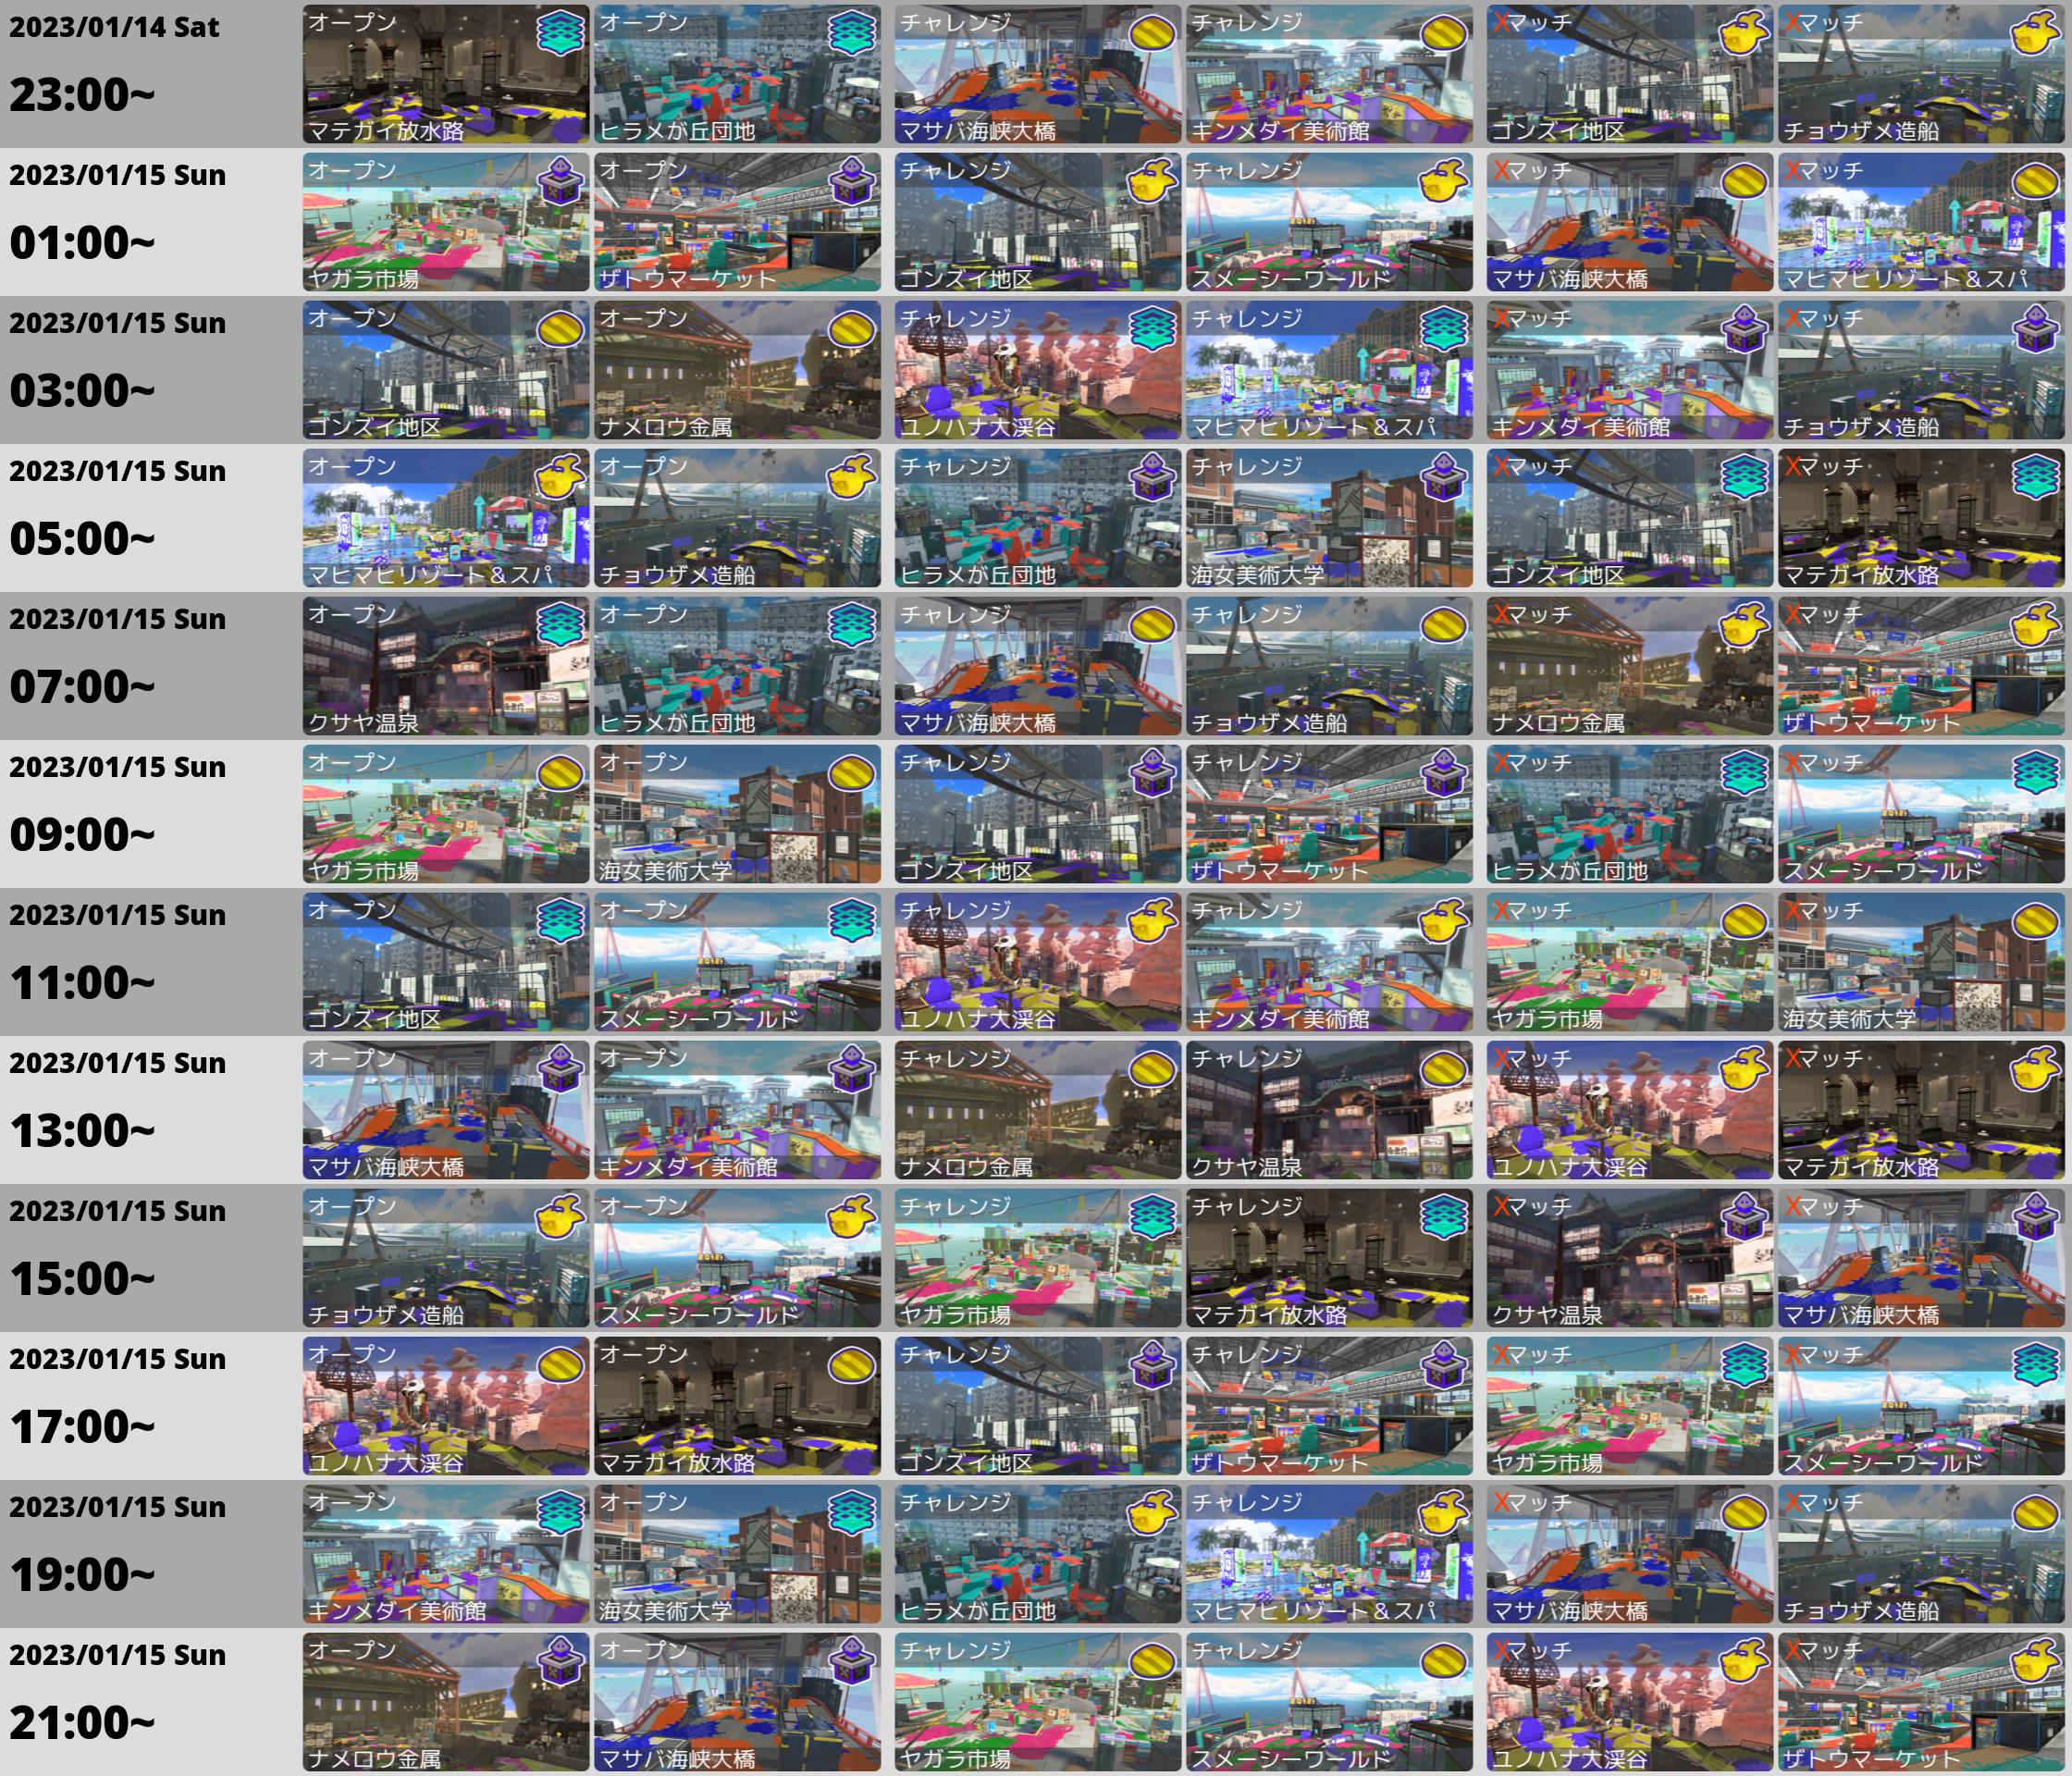 2023/01/14 Sat
23:00~
オープン オープン チャレンジ チャレンジ Xマッチ Xマッチ
マテガイ放水路 ヒラメが丘団地 マサバ海峡大橋 キンメダイ美術館 ゴンズイ地区 チョウザメ造船
2023/01/15 Sun
01:00~
オープン オープン チャレンジ チャレンジ Xマッチ Xマッチ
ヤガラ市場 ザトウマーケット ゴンズイ地区 スメーシーワールド マサバ海峡大橋 マヒマヒリゾート&スパ
2023/01/15 Sun
03:00~
オープン オープン チャレンジ チャレンジ Xマッチ Xマッチ
ゴンズイ地区 ナメロウ金属 ユノハナ大渓谷 マヒマヒリゾート&スパ キンメダイ美術館 チョウザメ造船
2023/01/15 Sun
05:00~
オープン オープン チャレンジ チャレンジ Xマッチ Xマッチ
マヒマヒリゾート&スパ チョウザメ造船 ヒラメが丘団地 海女美術大学 ゴンズイ地区 マテガイ放水路
2023/01/15 Sun
07:00~
オープン オープン チャレンジ チャレンジ Xマッチ Xマッチ
クサヤ温泉 ヒラメが丘団地 マサバ海峡大橋 チョウザメ造船 ナメロウ金属 ザトウマーケット
2023/01/15 Sun
09:00~
オープン オープン チャレンジ チャレンジ Xマッチ Xマッチ
ヤガラ市場 海女美術大学 ゴンズイ地区 ザトウマーケット ヒラメが丘団地 スメーシーワールド
2023/01/15 Sun
11:00~
オープン オープン チャレンジ チャレンジ Xマッチ Xマッチ
ゴンズイ地区 スメーシーワールド ユノハナ大渓谷 キンメダイ美術館 ヤガラ市場 海女美術大学
2023/01/15 Sun
13:00~
オープン オープン チャレンジ チャレンジ Xマッチ Xマッチ
マサバ海峡大橋 キンメダイ美術館 ナメロウ金属 クサヤ温泉 ユノハナ大渓谷 マテガイ放水路
2023/01/15 Sun
15:00~
オープン オープン チャレンジ チャレンジ Xマッチ Xマッチ
チョウザメ造船 スメーシーワールド ヤガラ市場 マテガイ放水路 クサヤ温泉 マサバ海峡大橋
2023/01/15 Sun
17:00~
オープン オープン チャレンジ チャレンジ Xマッチ Xマッチ
ユノハナ大渓谷 マテガイ放水路 ゴンズイ地区 ザトウマーケット ヤガラ市場 スメーシーワールド
2023/01/15 Sun
19:00~
オープン オープン チャレンジ チャレンジ Xマッチ Xマッチ
キンメダイ美術館 海女美術大学 ヒラメが丘団地 マヒマヒリゾート&スパ マサバ海峡大橋 チョウザメ造船
2023/01/15 Sun
21:00~
オープン オープン チャレンジ チャレンジ Xマッチ Xマッチ
ナメロウ金属 マサバ海峡大橋 ヤガラ市場 スメーシーワールド ユノハナ大渓谷 ザトウマーケット